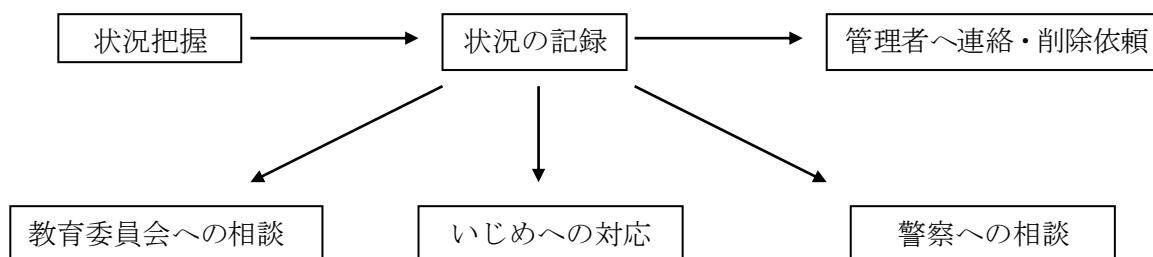 状況把握
状況の記録
管理者へ連絡・削除依頼
教育委員会への相談
いじめへの対応
警察への相談